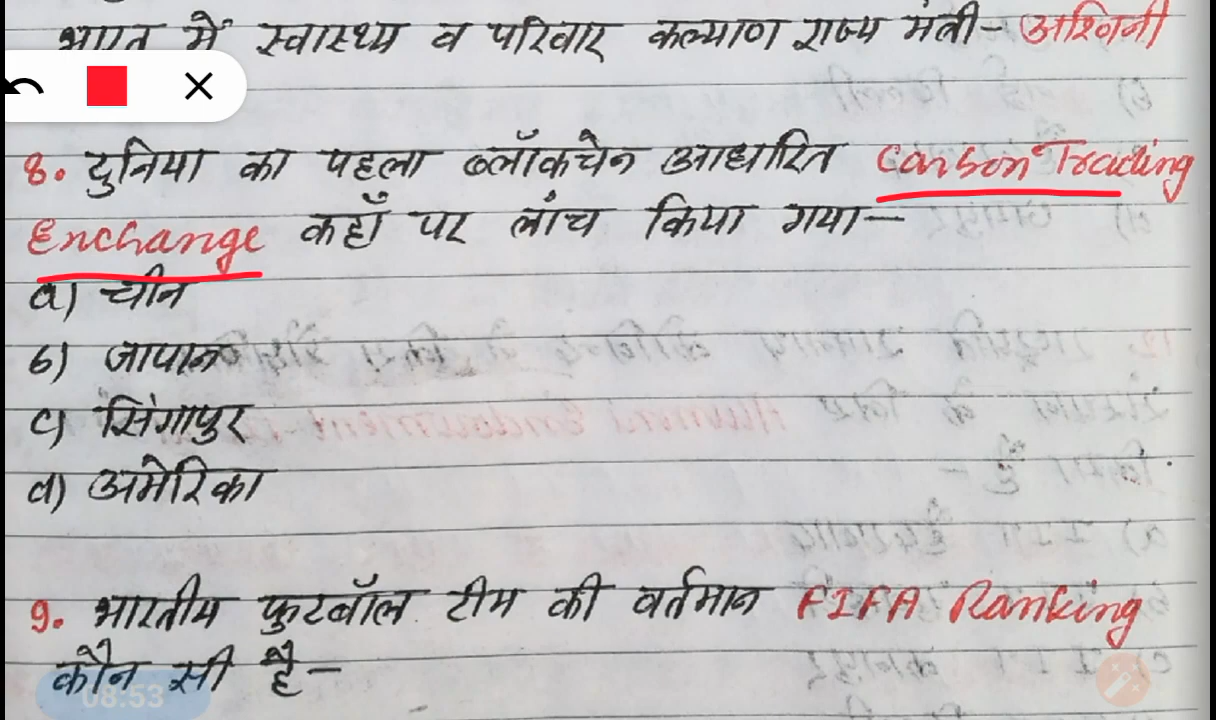 भारत में स्वास्थ्य व परिवार कल्याण राज्य मंत्री- अश्विनी
8. दुनिया का पहला ब्लॉकचेन आधारित Carbon Trading
Exchange कहाँ पर लांच किया गया—
a) चीन
b) जापान
c) सिंगापुर
d) अमेरिका
9. भारतीय फुटबॉल टीम की वर्तमान FIFA Ranking
कौन सी है—
08:53